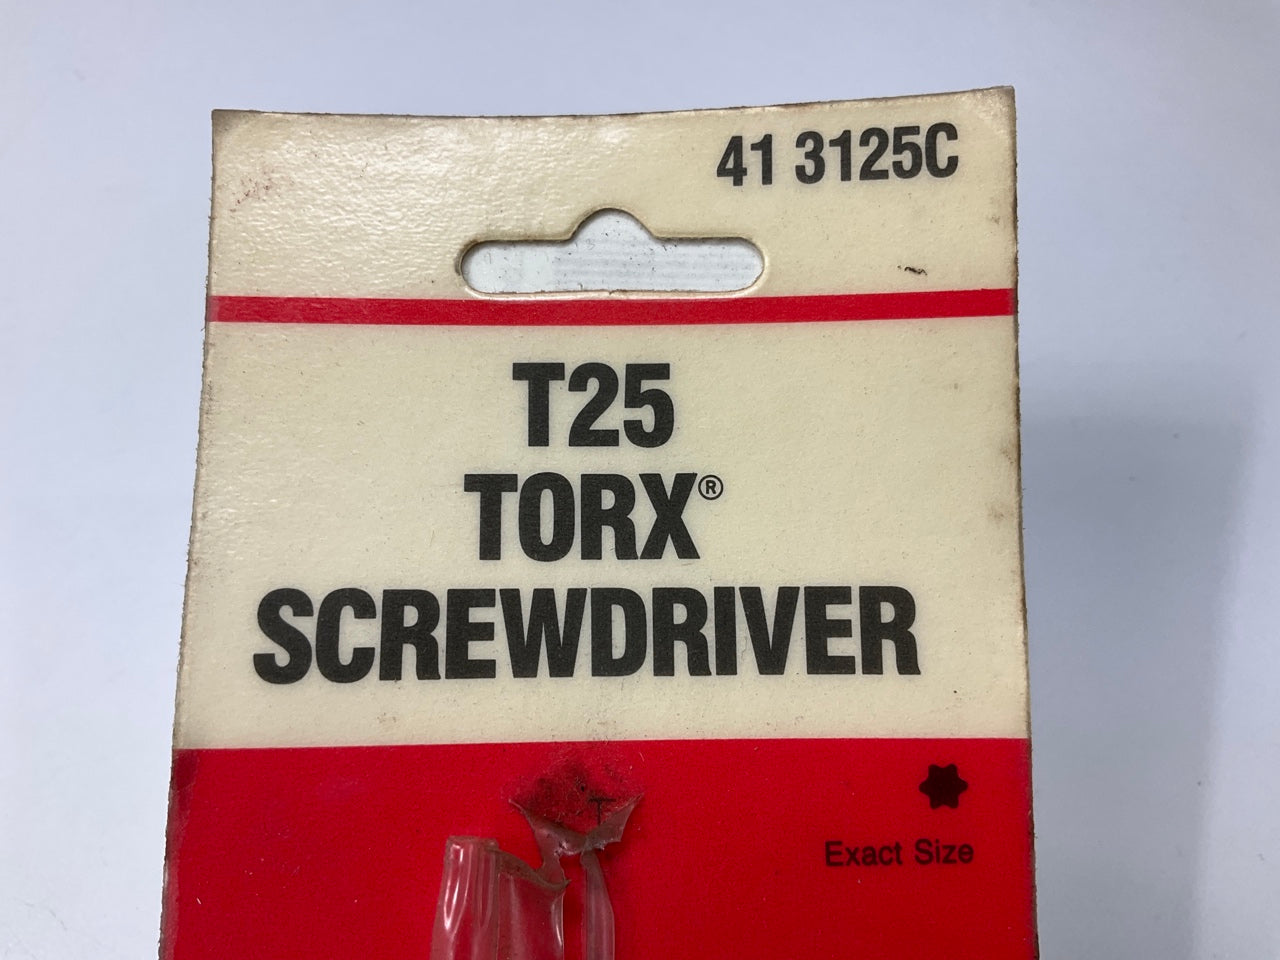 41 3125C
T25
TORX®
SCREWDRIVER
Exact Size